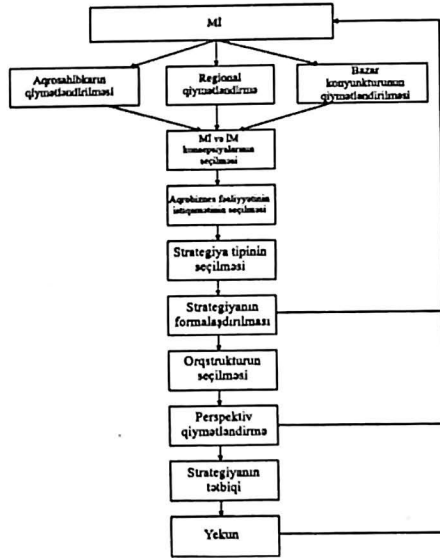 Mİ
Aqrosahibkarın
qiymətləndirilməsi
Regional
qiymətləndirmə
Bazar
konyunkturunun
qiymətləndirilməsi
Mİ və İM
konsepsiyalarının
seçilməsi
Aqrobiznes fəaliyyətinin
istiqamətinin seçilməsi
Strategiya tipinin
seçilməsi
Strategiyanın
formalaşdırılması
Orqstrukturun
seçilməsi
Perspektiv
qiymətləndirmə
Strategiyanın
tətbiqi
Yekun